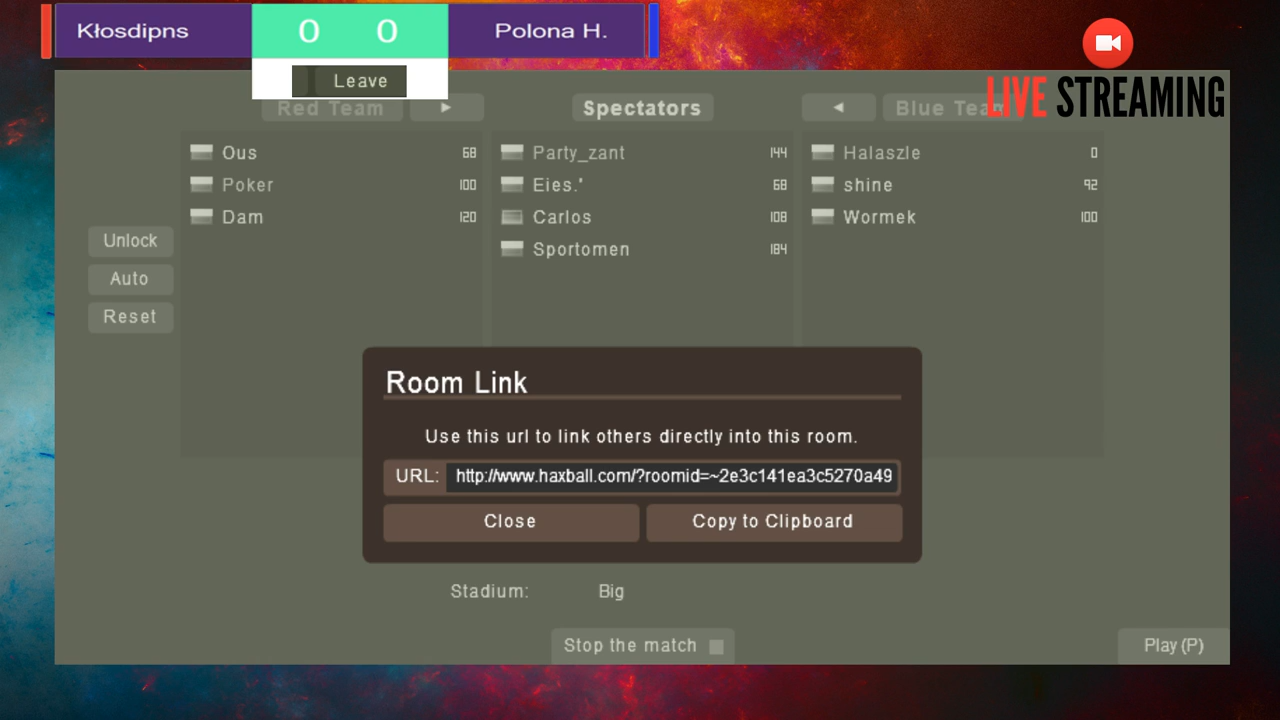 Kłosdipns 0 0 Polona H.
Leave
LIVE STREAMING
Red Team Spectators Blue Team
Ous 68 Party_zant 144 Halaszle 0
Poker 100 Eies.' 68 shine 92
Dam 120 Carlos 108 Wormek 100
Sportomen 184
Unlock
Auto
Reset
Room Link
Use this url to link others directly into this room.
URL: http://www.haxball.com/?roomid=~2e3c141ea3c5270a49
Close Copy to Clipboard
Stadium: Big
Stop the match
Play (P)